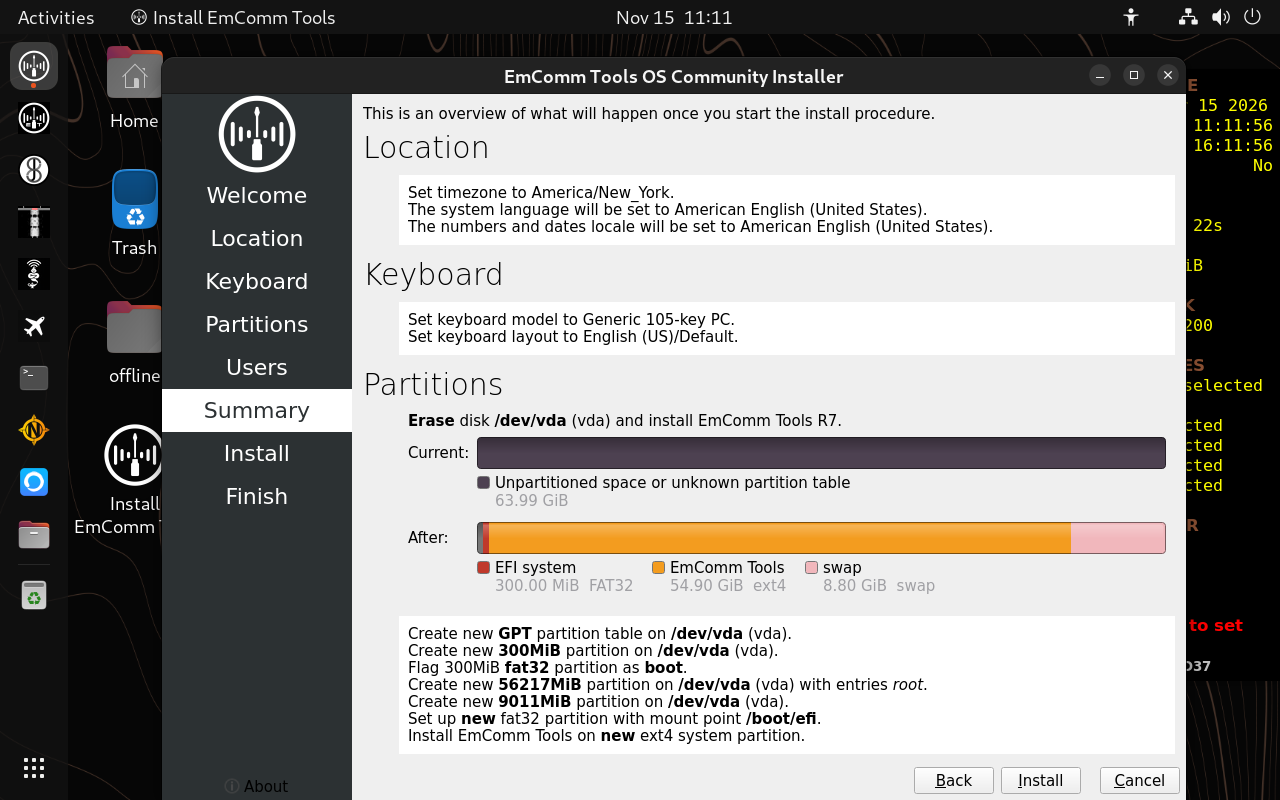 Activities
Install EmComm Tools
Nov 15 11:11
Home
Trash
offline
Install
EmComm
EmComm Tools OS Community Installer
Welcome
Location
Keyboard
Partitions
Users
Summary
Install
Finish
About
This is an overview of what will happen once you start the install procedure.
Location
Set timezone to America/New_York.
The system language will be set to American English (United States).
The numbers and dates locale will be set to American English (United States).
Keyboard
Set keyboard model to Generic 105-key PC.
Set keyboard layout to English (US)/Default.
Partitions
Erase disk /dev/vda (vda) and install EmComm Tools R7.
Current:
Unpartitioned space or unknown partition table
63.99 GiB
After:
EFI system
300.00 MiB FAT32
EmComm Tools
54.90 GiB ext4
swap
8.80 GiB swap
Create new GPT partition table on /dev/vda (vda).
Create new 300MiB partition on /dev/vda (vda).
Flag 300MiB fat32 partition as boot.
Create new 56217MiB partition on /dev/vda (vda) with entries root.
Create new 9011MiB partition on /dev/vda (vda).
Set up new fat32 partition with mount point /boot/efi.
Install EmComm Tools on new ext4 system partition.
Back
Install
Cancel
E
15 2026
11:11:56
16:11:56
No
22s
iB
K
200
ES
selected
cted
cted
cted
cted
R
to set
037